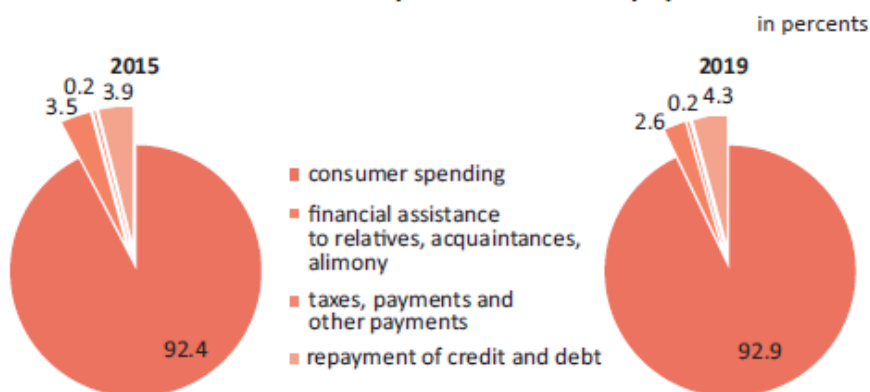 in percents
2015
2019
3.5
0.2
3.9
92.4
consumer spending
financial assistance
to relatives, acquaintances,
alimony
taxes, payments and
other payments
repayment of credit and debt
2.6
0.2
4.3
92.9